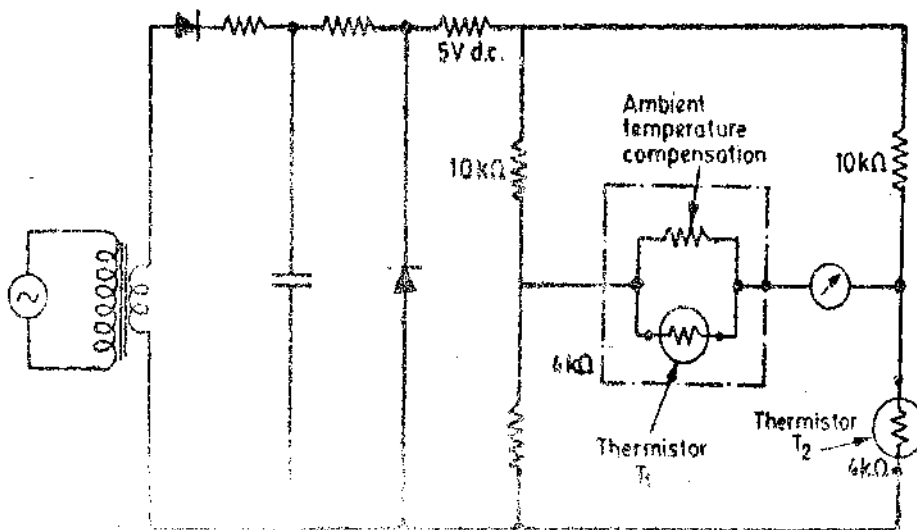 5V d.c.
Ambient
temperature
compensation
10kΩ
10kΩ
4kΩ
Thermistor
T₁
Thermistor
T₂
4kΩ